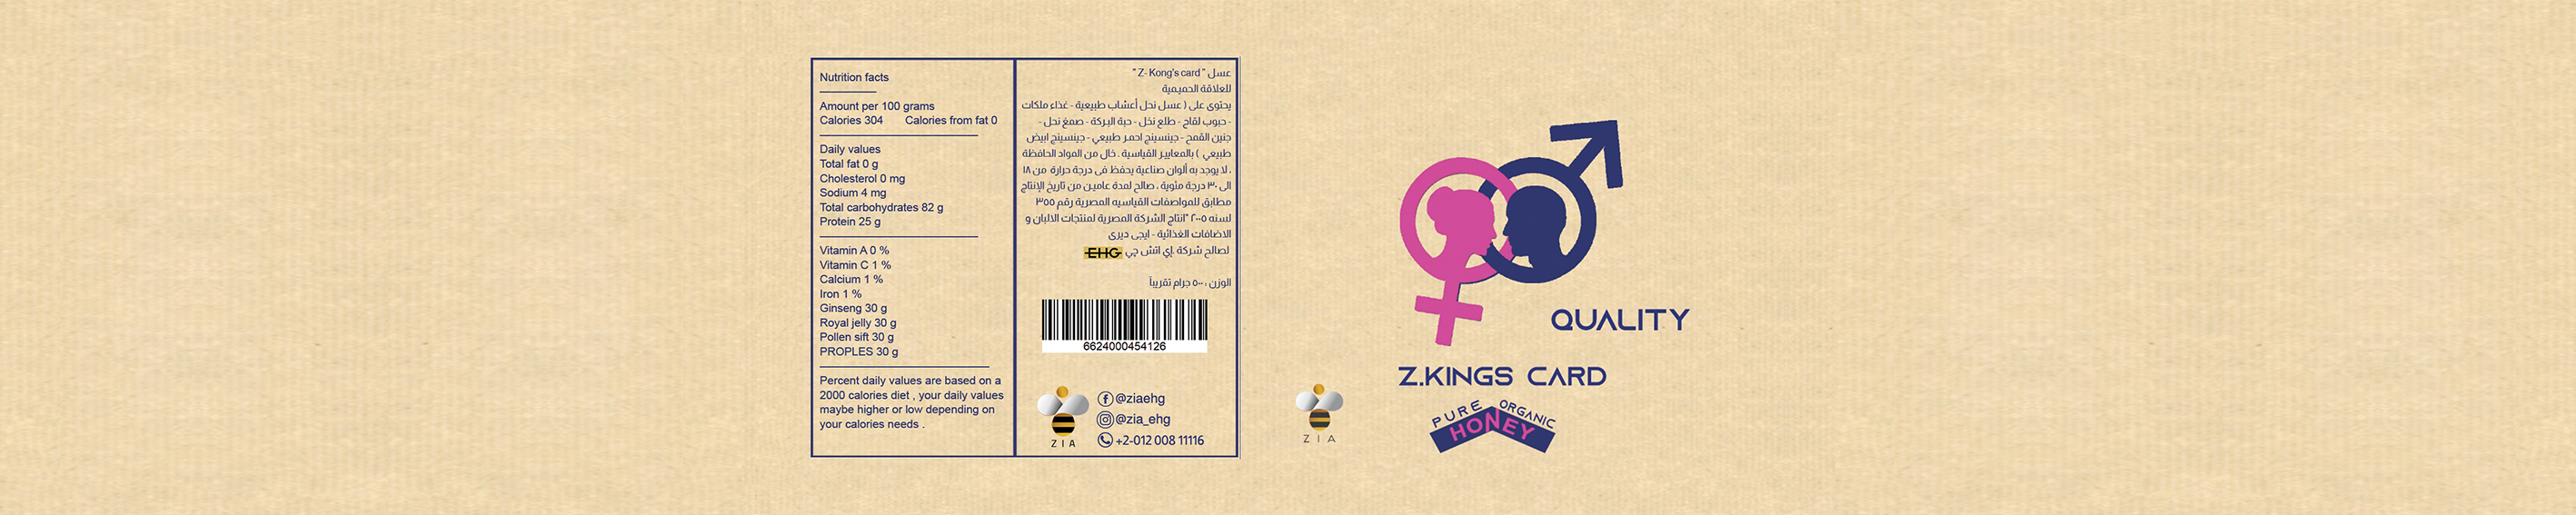 Nutrition facts
Amount per 100 grams
Calories 304 Calories from fat 0
Daily values
Total fat 0 g
Cholesterol 0 mg
Sodium 4 mg
Total carbohydrates 82 g
Protein 25 g
Vitamin A 0 %
Vitamin C 1 %
Calcium 1 %
Iron 1 %
Ginseng 30 g
Royal jelly 30 g
Pollen sift 30 g
PROPLES 30 g
Percent daily values are based on a
2000 calories diet , your daily values
maybe higher or low depending on
your calories needs .
عسل " Z- Kong's card "
للعلاقة الحميمية
يحتوى على ( عسل نحل أعشاب طبيعية - غذاء ملكات
- حبوب لقاح - طلع نخل - حبة البركة - صمغ نحل -
جنين القمح - جينسينج احمر طبيعي - جينسينج ابيض
طبيعي ) بالمعايير القياسية . خال من المواد الحافظة
، لا يوجد به ألوان صناعية يحفظ فى درجة حرارة من ١٨
الى ٣٠ درجة مئوية ، صالح لمدة عامين من تاريخ الإنتاج
مطابق للمواصفات القياسيه المصرية رقم ٣٥٥
لسنه ٢٠٠٥ "انتاج الشركة المصرية لمنتجات الالبان و
الاضافات الغذائية - ايجى ديرى
لصالح شركة .إي اتش چي EHG
الوزن : ٥٠٠ جرام تقريباً
6624000454126
ZIA
@ziaehg
@zia_ehg
+2-012 008 11116
ZIA
QUALITY
Z.KINGS CARD
PURE ORGANIC
HONEY